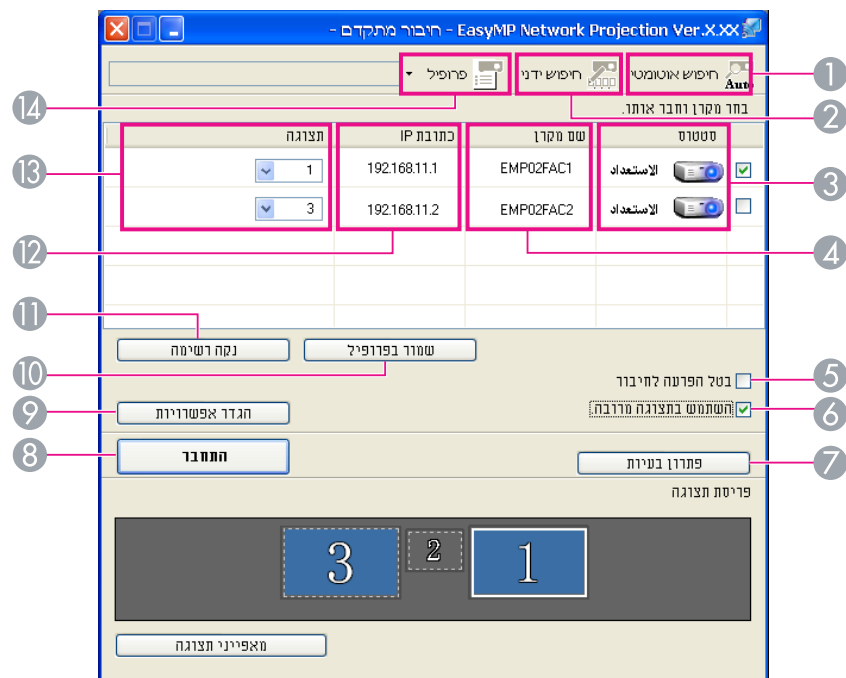 EasyMP Network Projection Ver.X.XX - חיבור מתקדם -
חיפוש אוטומטי Auto חיפוש ידני פרופיל
1
14
2
בחר מקרן וחבר אותו.
סטטוס שם מקרן כתובת IP תצוגה
الاستعداد EMP02FAC1 192.168.11.1 1
13
3
الاستعداد EMP02FAC2 192.168.11.2 3
12
4
11
שמור בפרופיל נקה רשימה
10
בטל הפרעה לחיבור
5
השתמש בתצוגה מרובה.
6
הגדר אפשרויות
9
התחבר
8
פתרון בעיות
7
פריסת תצוגה
1 2 3
מאפייני תצוגה